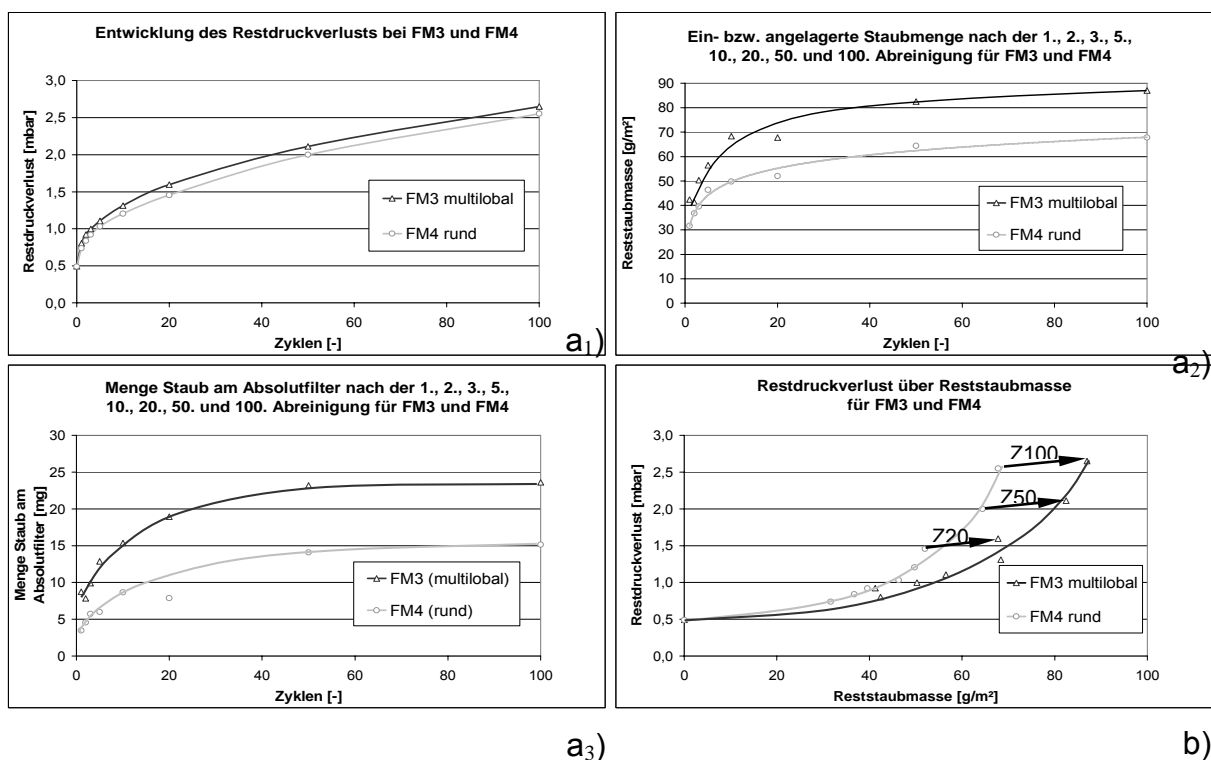 Entwicklung des Restdruckverlusts bei FM3 und FM4
3,0
2,5
2,0
1,5
1,0
0,5
0,0
Restdruckverlust [mbar]
0
20
40
60
80
100
Zyklen [-]
FM3 multilobal
FM4 rund
a1)
Ein- bzw. angelagerte Staubmenge nach der 1., 2., 3., 5.,
10., 20., 50. und 100. Abreinigung für FM3 und FM4
90
80
70
60
50
40
30
20
10
0
Reststaubmasse [g/m²]
0
20
40
60
80
100
Zyklen [-]
FM3 multilobal
FM4 rund
a2)
Menge Staub am Absolutfilter nach der 1., 2., 3., 5.,
10., 20., 50. und 100. Abreinigung für FM3 und FM4
30
25
20
15
10
5
0
Menge Staub am
Absolutfilter [mg]
0
20
40
60
80
100
Zyklen [-]
FM3 (multilobal)
FM4 (rund)
a3)
Restdruckverlust über Reststaubmasse
für FM3 und FM4
3,0
2,5
2,0
1,5
1,0
0,5
0,0
Restdruckverlust [mbar]
Z100
Z50
Z20
0
20
40
60
80
100
Reststaubmasse [g/m²]
FM3 multilobal
FM4 rund
b)